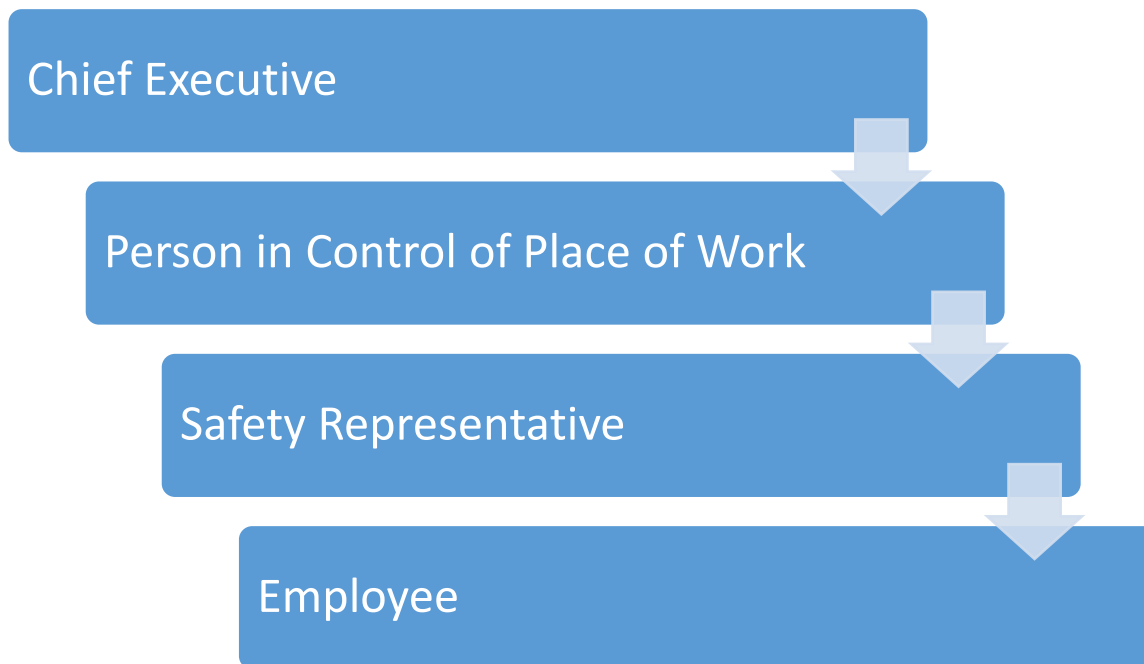 Chief Executive
Person in Control of Place of Work
Safety Representative
Employee